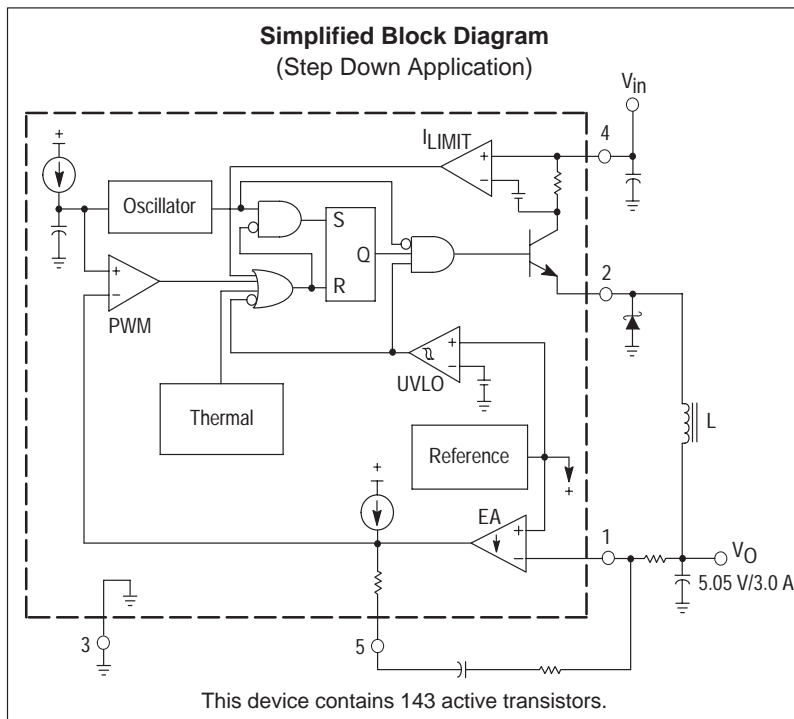 Simplified Block Diagram
(Step Down Application)
Vin
4
ILIMIT
+
–
+
Oscillator
S
Q
R
2
+
–
PWM
+
–
UVLO
Thermal
L
Reference
+
+
EA
+
–
1
VO
5.05 V/3.0 A
3
5
This device contains 143 active transistors.